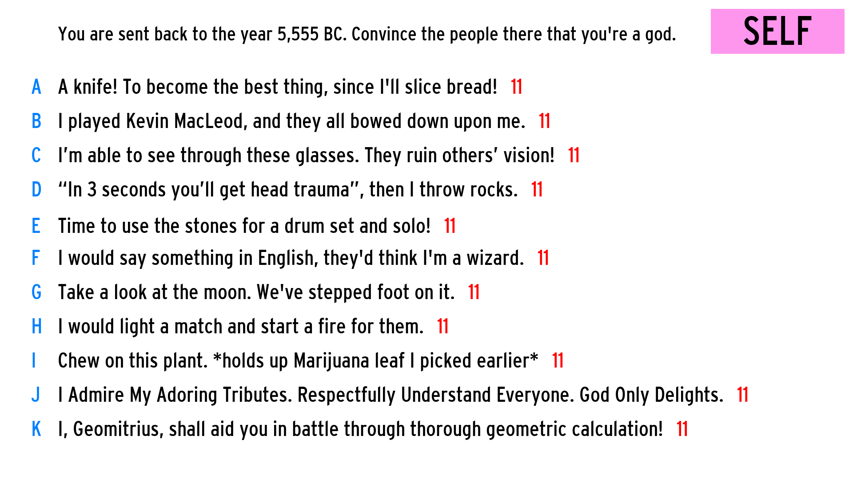 You are sent back to the year 5,555 BC. Convince the people there that you're a god.
SELF
A A knife! To become the best thing, since I'll slice bread! 11
B I played Kevin MacLeod, and they all bowed down upon me. 11
C I’m able to see through these glasses. They ruin others’ vision! 11
D “In 3 seconds you’ll get head trauma”, then I throw rocks. 11
E Time to use the stones for a drum set and solo! 11
F I would say something in English, they'd think I'm a wizard. 11
G Take a look at the moon. We've stepped foot on it. 11
H I would light a match and start a fire for them. 11
I Chew on this plant. *holds up Marijuana leaf I picked earlier* 11
J I Admire My Adoring Tributes. Respectfully Understand Everyone. God Only Delights. 11
K I, Geomitrius, shall aid you in battle through thorough geometric calculation! 11